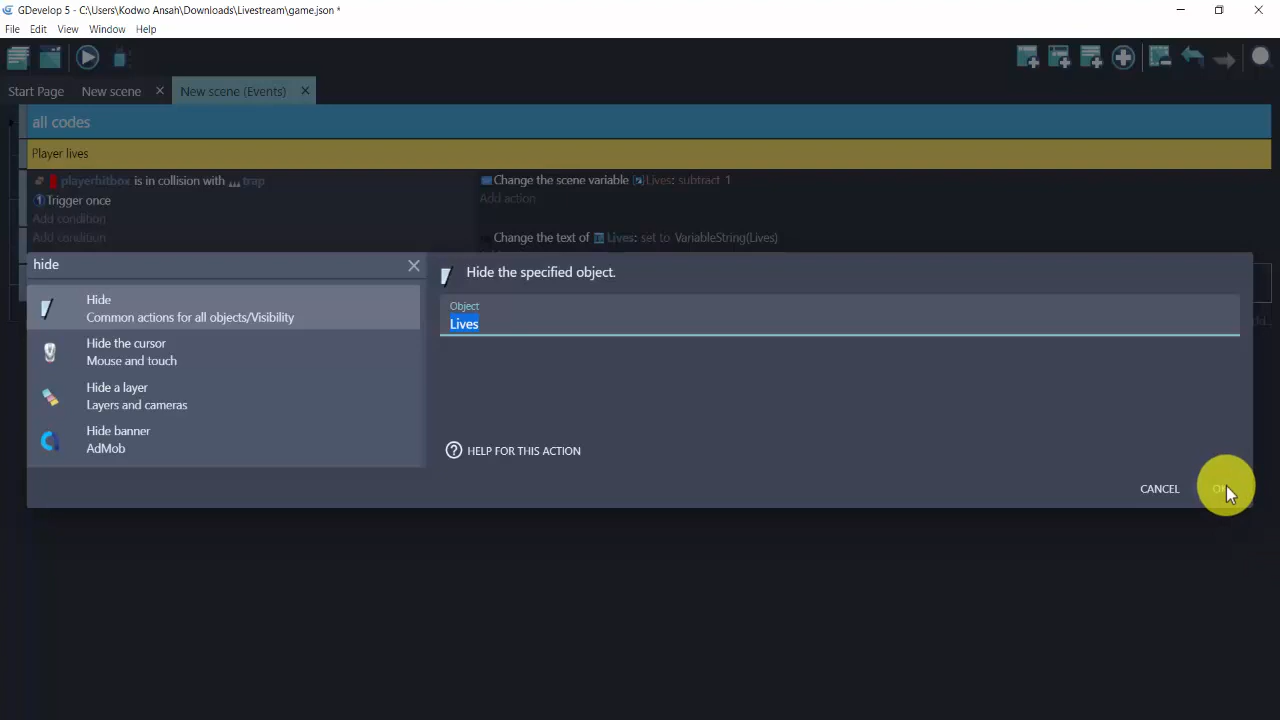 GDevelop 5 - C:\Users\Kodwo Ansah\Downloads\Livestream\game.json *
File Edit View Window Help
Start Page New scene × New scene (Events) ×
all codes
Player lives
playerhitbox is in collision with trap
Change the scene variable Lives: subtract 1
Trigger once
Add action
Add condition
Add condition
Change the text of Lives: set to VariableString(Lives)
hide
Hide the specified object.
Hide
Common actions for all objects/Visibility
Object
Lives
Hide the cursor
Mouse and touch
Hide a layer
Layers and cameras
Hide banner
AdMob
HELP FOR THIS ACTION
CANCEL